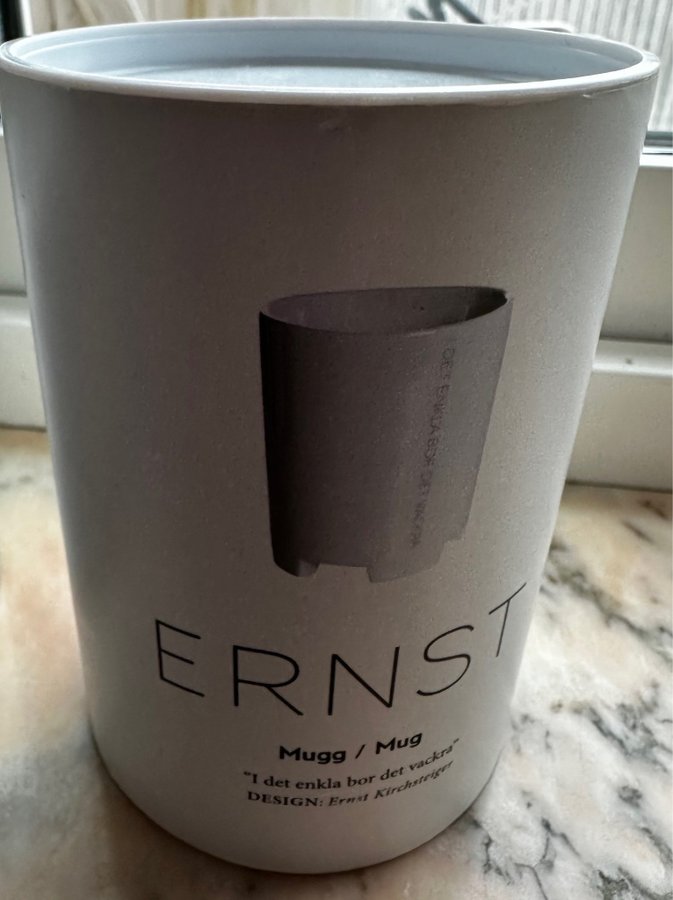 DET ENKLA BOR DET VACKRA
ERNST
Mugg / Mug
"I det enkla bor det vackra"
DESIGN: Ernst Kirchsteiger